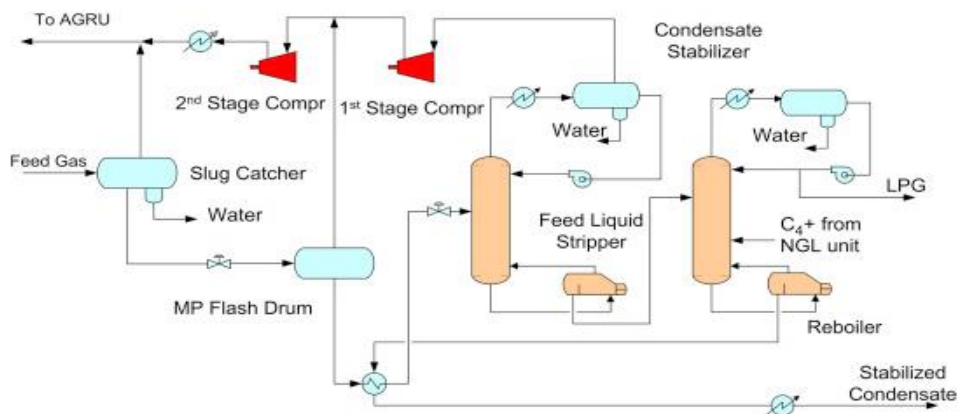 To AGRU
Condensate
Stabilizer
2nd Stage Compr
1st Stage Compr
Water
Water
Feed Gas
Slug Catcher
LPG
Water
Feed Liquid
Stripper
C4+ from
NGL unit
MP Flash Drum
Reboiler
Stabilized
Condensate